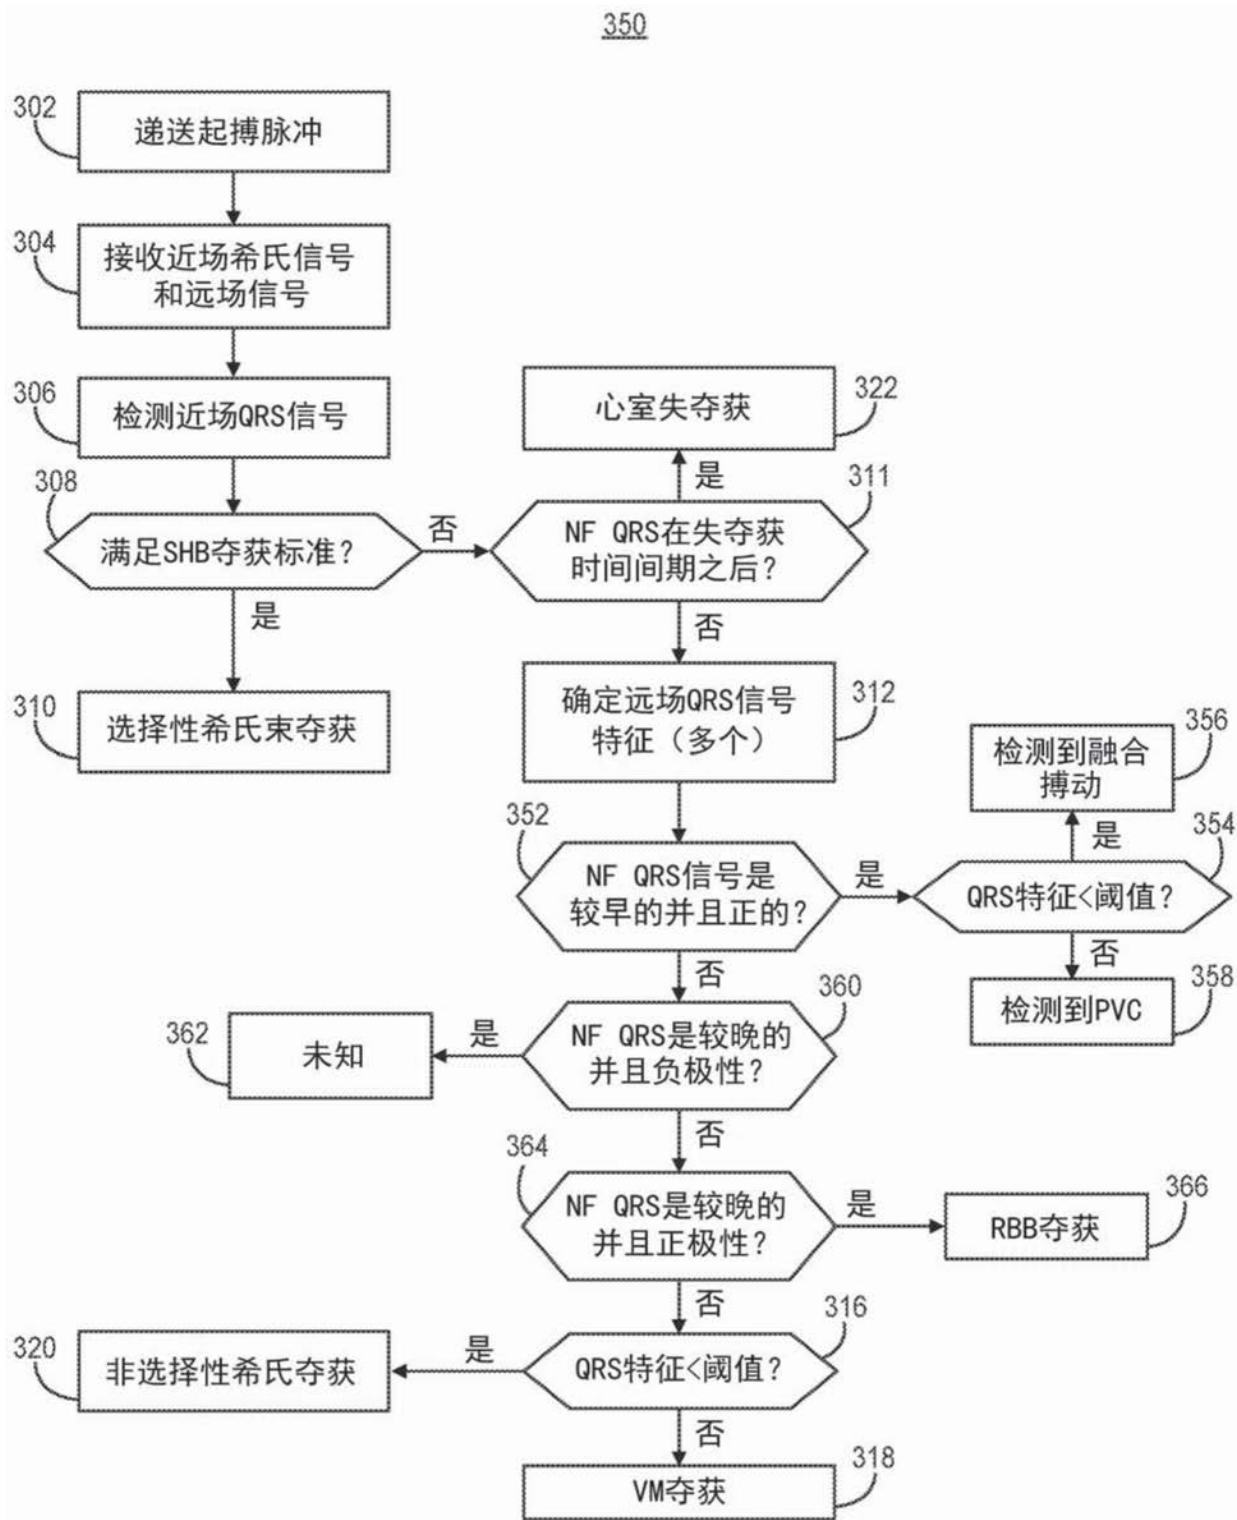 350
302
递送起搏脉冲
304
接收近场希氏信号
和远场信号
306
检测近场QRS信号
心室失夺获
322
是
308
满足SHB夺获标准?
否
NF QRS在失夺获
时间间期之后?
311
是
否
310
选择性希氏束夺获
确定远场QRS信号
特征（多个）
312
检测到融合
搏动
356
352
NF QRS信号是
较早的并且正的?
是
是
QRS特征<阈值?
354
否
否
检测到PVC
358
362
未知
是
NF QRS是较晚的
并且负极性?
360
否
364
NF QRS是较晚的
并且正极性?
是
RBB夺获
366
否
320
非选择性希氏夺获
是
QRS特征<阈值?
316
否
VM夺获
318